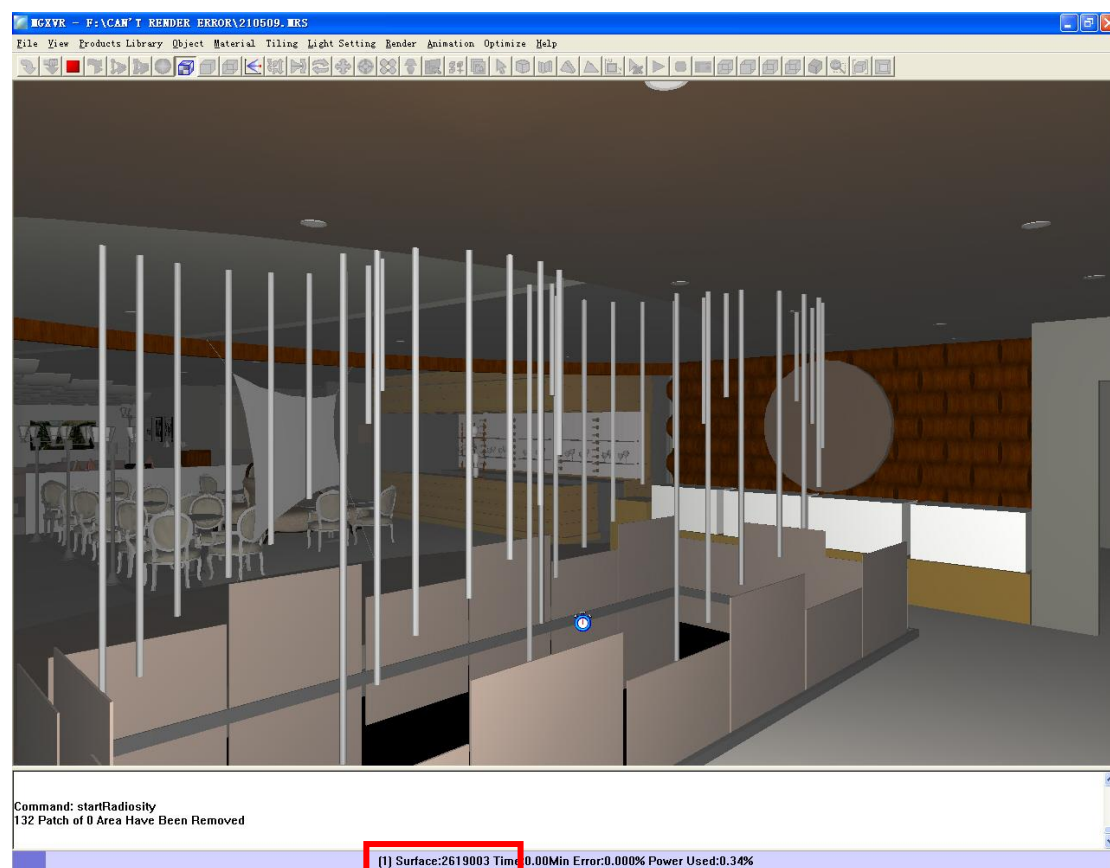 MGXVR - F:\CAN'T RENDER ERROR\210509.MRS
File View Products Library Object Material Tiling Light Setting Render Animation Optimize Help
Command: startRadiosity
132 Patch of 0 Area Have Been Removed
(1) Surface:2619003 Time:0.00Min Error:0.000% Power Used:0.34%